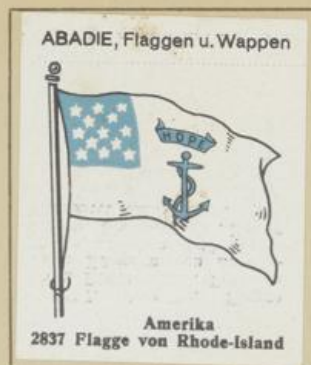 ABADIE, Flaggen u. Wappen
HOPE
Amerika
2837 Flagge von Rhode-Island